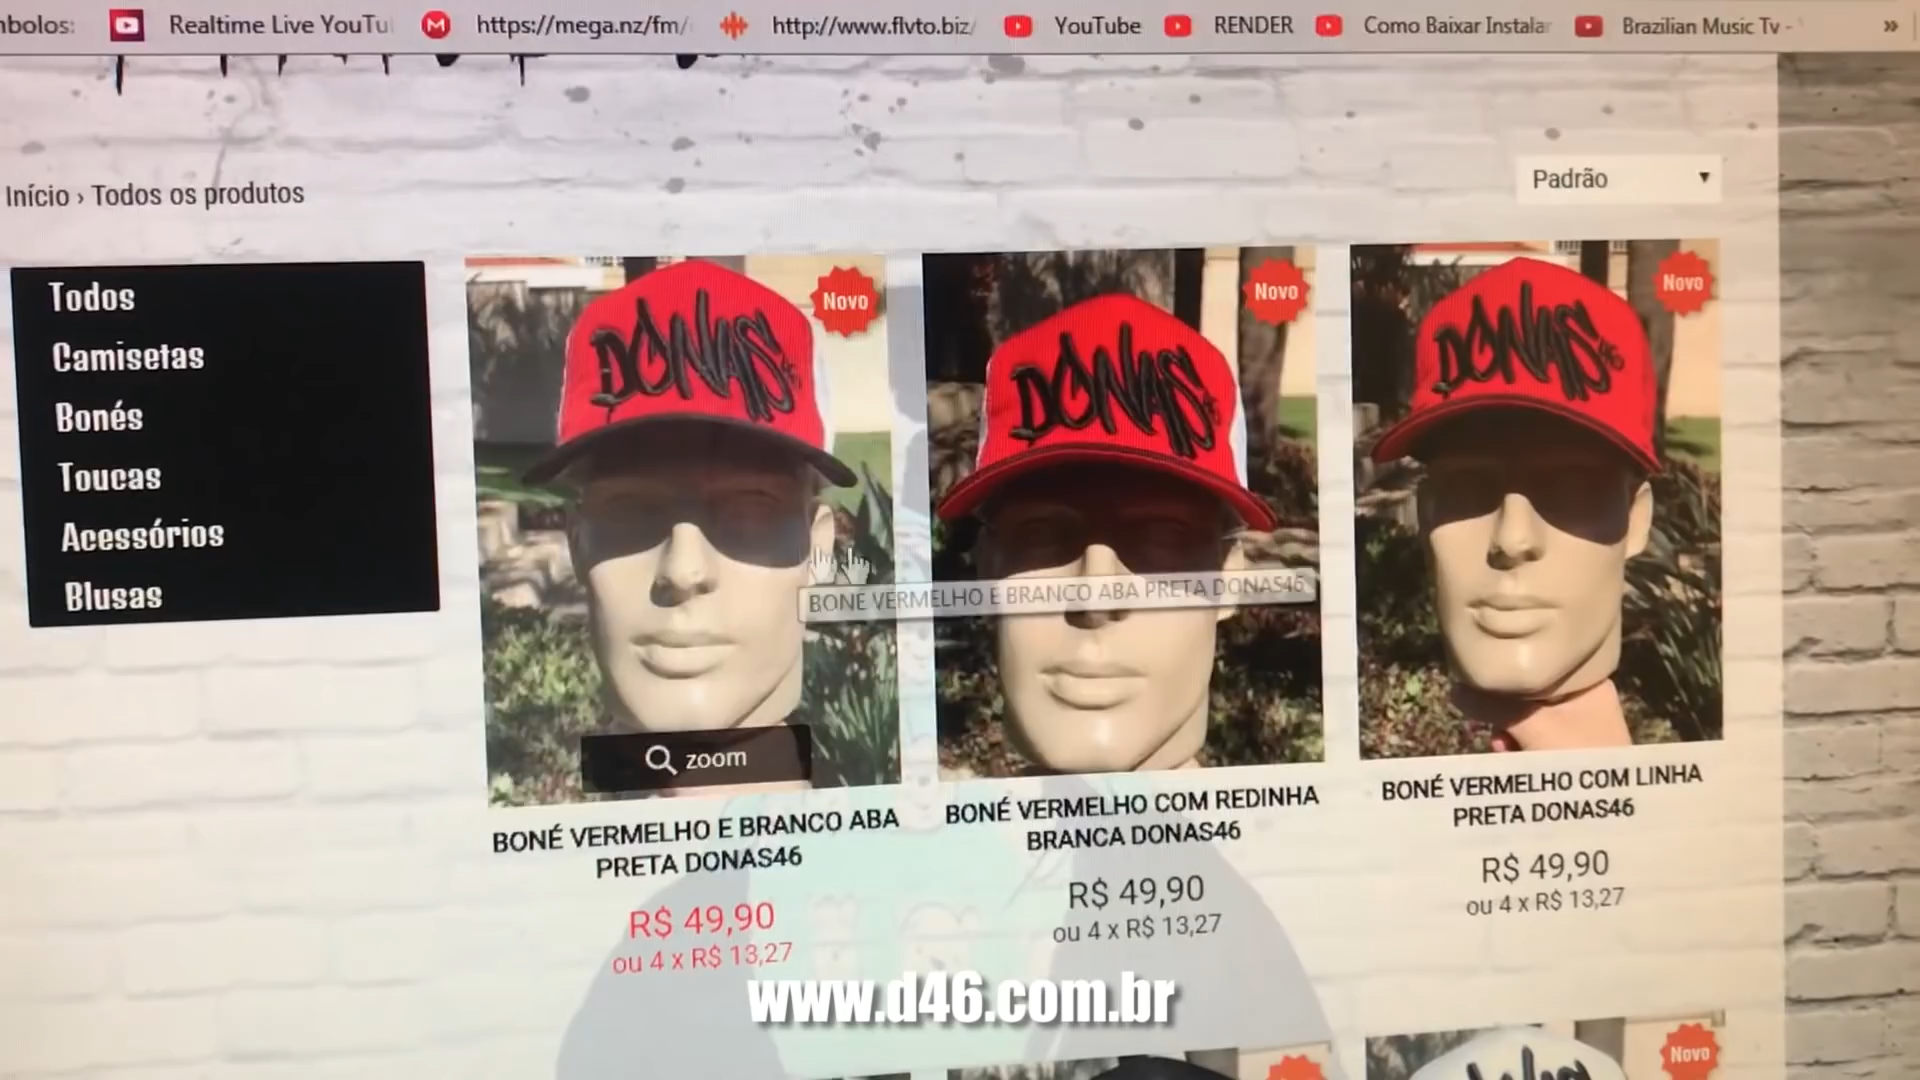 nbolos:
Realtime Live YouTu
https://mega.nz/fm/
http://www.flvto.biz/
YouTube
RENDER
Como Baixar Instalar
Brazilian Music Tv -
»
Início › Todos os produtos
Padrão
Todos
Camisetas
Bonés
Toucas
Acessórios
Blusas
Novo
DONAS
Novo
DONAS
Novo
DONAS
46
BONE VERMELHO E BRANCO ABA PRETA DONAS46
zoom
BONÉ VERMELHO E BRANCO ABA
PRETA DONAS46
R$ 49,90
ou 4 x R$ 13,27
BONÉ VERMELHO COM REDINHA
BRANCA DONAS46
R$ 49,90
ou 4 x R$ 13,27
BONÉ VERMELHO COM LINHA
PRETA DONAS46
R$ 49,90
ou 4 x R$ 13,27
www.d46.com.br
Novo